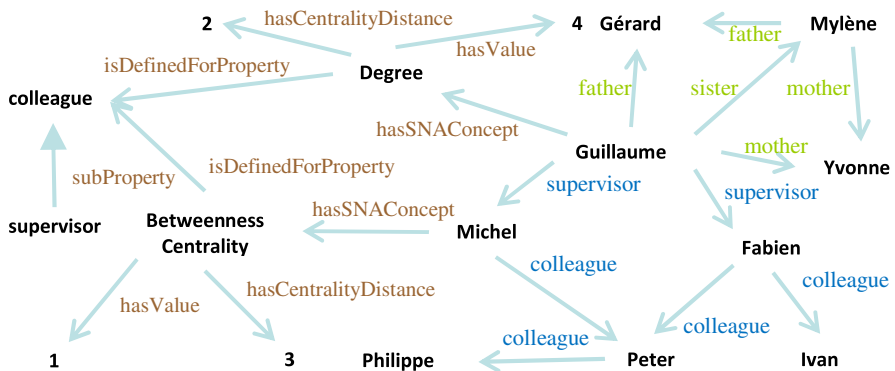 2
hasCentralityDistance
4
Gérard
father
Mylène
hasValue
isDefinedForProperty
Degree
colleague
father
sister
mother
hasSNAConcept
Guillaume
mother
Yvonne
isDefinedForProperty
subProperty
supervisor
supervisor
supervisor
Betweenness
Centrality
hasSNAConcept
Michel
Fabien
colleague
colleague
hasValue
hasCentralityDistance
colleague
colleague
1
3
Philippe
Peter
Ivan